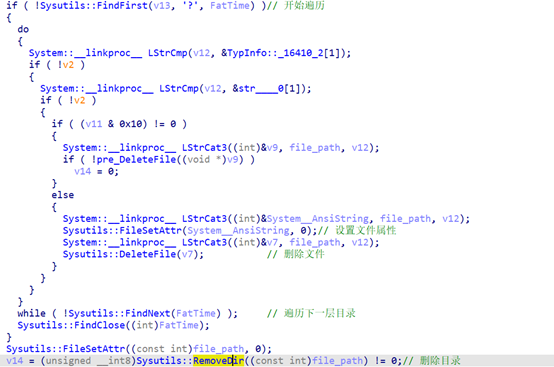 if ( !Sysutils::FindFirst(v13, '?', FatTime) )// 开始遍历
{
do
{
System::__linkproc__ LStrCmp(v12, &TypInfo::_16410_2[1]);
if ( !v2 )
{
System::__linkproc__ LStrCmp(v12, &str____0[1]);
if ( !v2 )
{
if ( (v11 & 0x10) != 0 )
{
System::__linkproc__ LStrCat3((int)&v9, file_path, v12);
if ( !pre_DeleteFile((void *)v9) )
v14 = 0;
}
else
{
System::__linkproc__ LStrCat3((int)&System__AnsiString, file_path, v12);
Sysutils::FileSetAttr(System__AnsiString, 0);// 设置文件属性
System::__linkproc__ LStrCat3((int)&v7, file_path, v12);
Sysutils::DeleteFile(v7); // 删除文件
}
}
}
}
while ( !Sysutils::FindNext(FatTime) ); // 遍历下一层目录
Sysutils::FindClose((int)FatTime);
}
Sysutils::FileSetAttr((const int)file_path, 0);
v14 = (unsigned __int8)Sysutils::RemoveDir((const int)file_path) != 0;// 删除目录